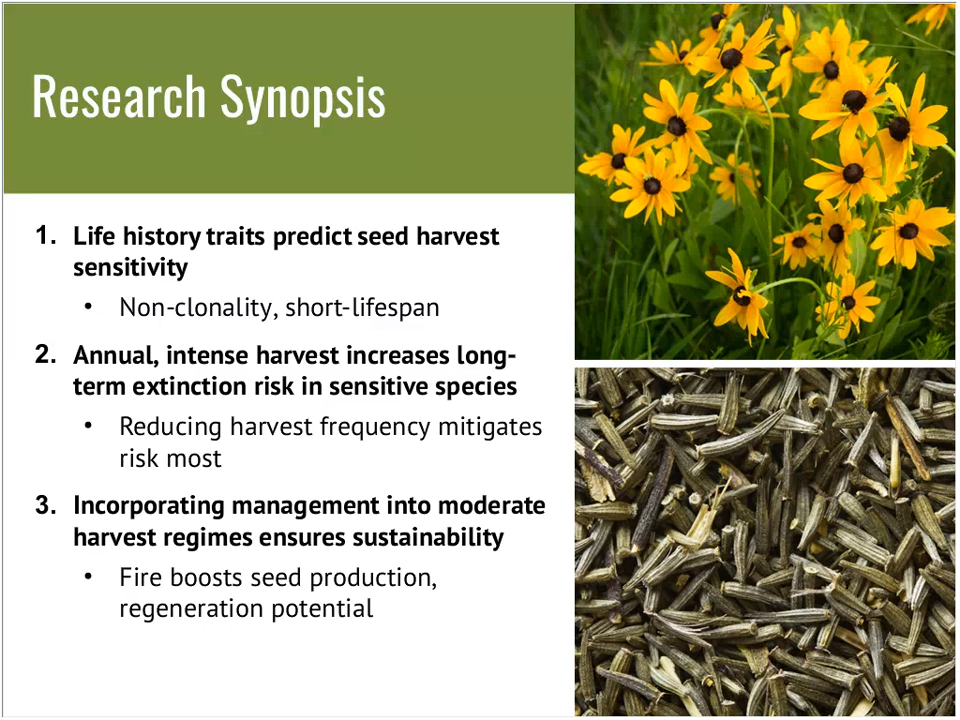 Research Synopsis
1. Life history traits predict seed harvest
sensitivity
• Non-clonality, short-lifespan
2. Annual, intense harvest increases long-
term extinction risk in sensitive species
• Reducing harvest frequency mitigates
risk most
3. Incorporating management into moderate
harvest regimes ensures sustainability
• Fire boosts seed production,
regeneration potential